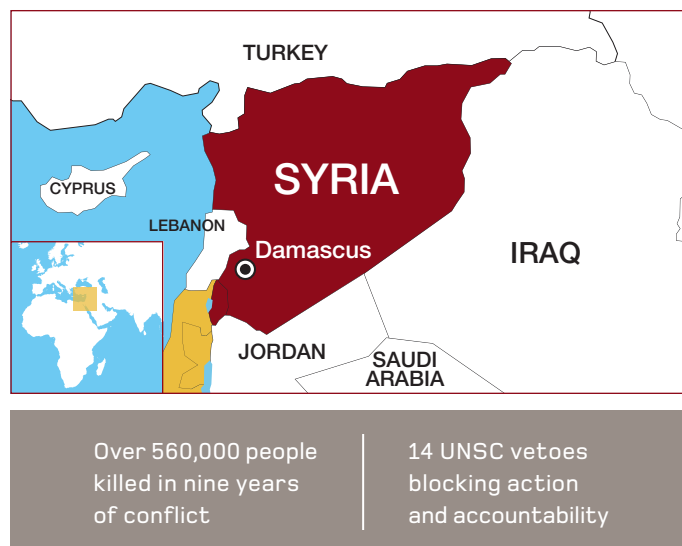 TURKEY
SYRIA
CYPRUS
LEBANON
Damascus
IRAQ
JORDAN
SAUDI
ARABIA
Over 560,000 people
killed in nine years
of conflict
14 UNSC vetoes
blocking action
and accountability